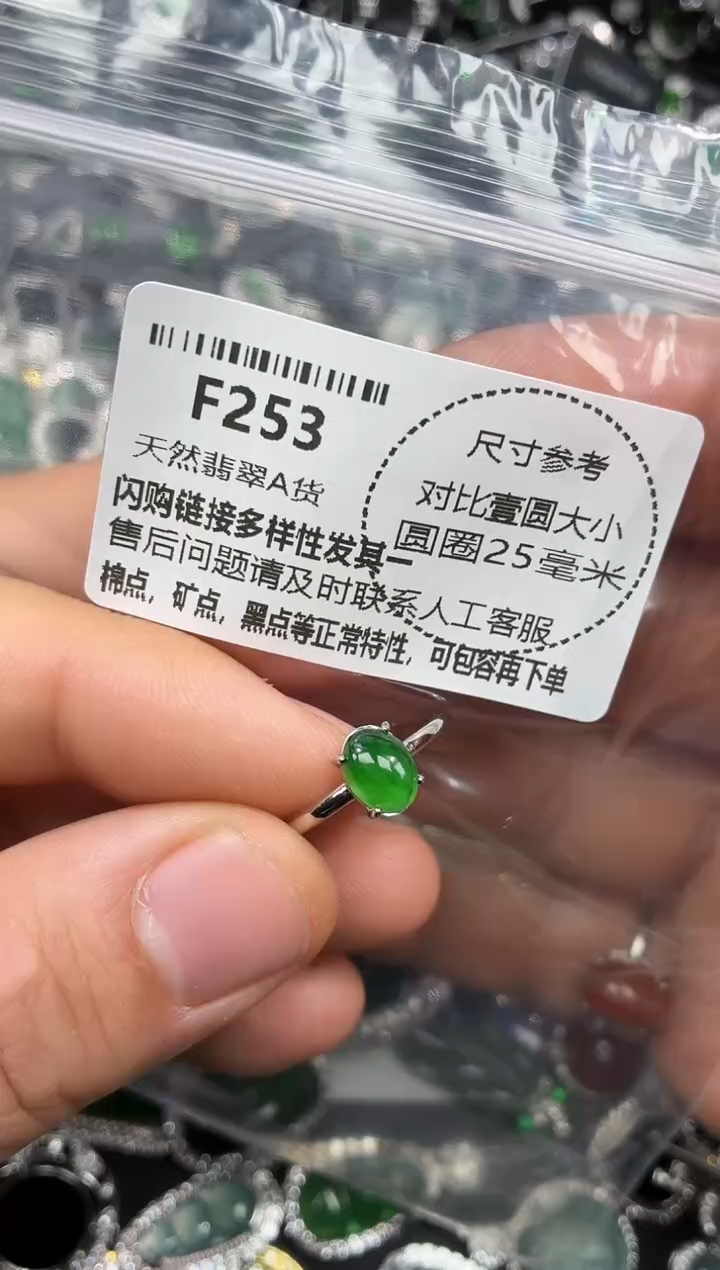 F253
天然翡翠A货
闪购链接多样性发其一
售后问题请及时联系人工客服
棉点，矿点，黑点等正常特性，可包容再下单
尺寸参考
对比壹圆大小
圆圈25毫米